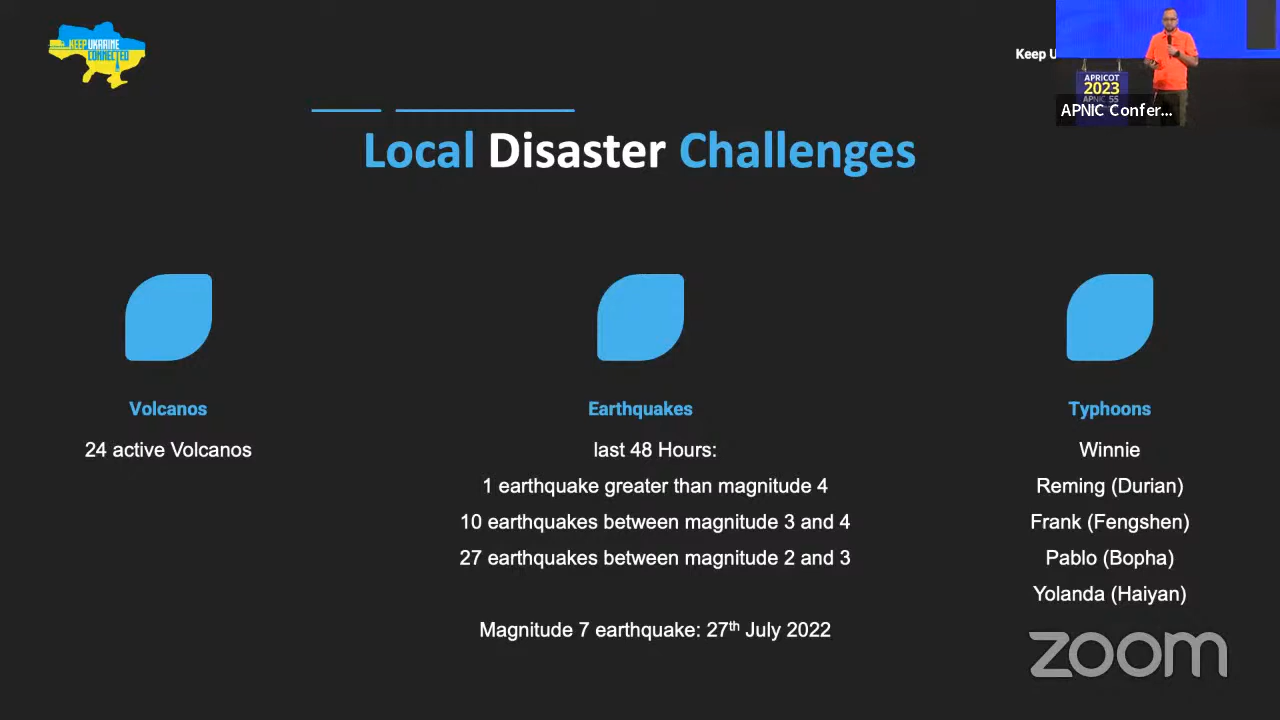 KEEP UKRAINE
CONNECTED
Keep U
APRICOT
2023
APNIC 55
APNIC Confer...
Local Disaster Challenges
Volcanos
24 active Volcanos
Earthquakes
last 48 Hours:
1 earthquake greater than magnitude 4
10 earthquakes between magnitude 3 and 4
27 earthquakes between magnitude 2 and 3
Magnitude 7 earthquake: 27th July 2022
Typhoons
Winnie
Reming (Durian)
Frank (Fengshen)
Pablo (Bopha)
Yolanda (Haiyan)
zoom